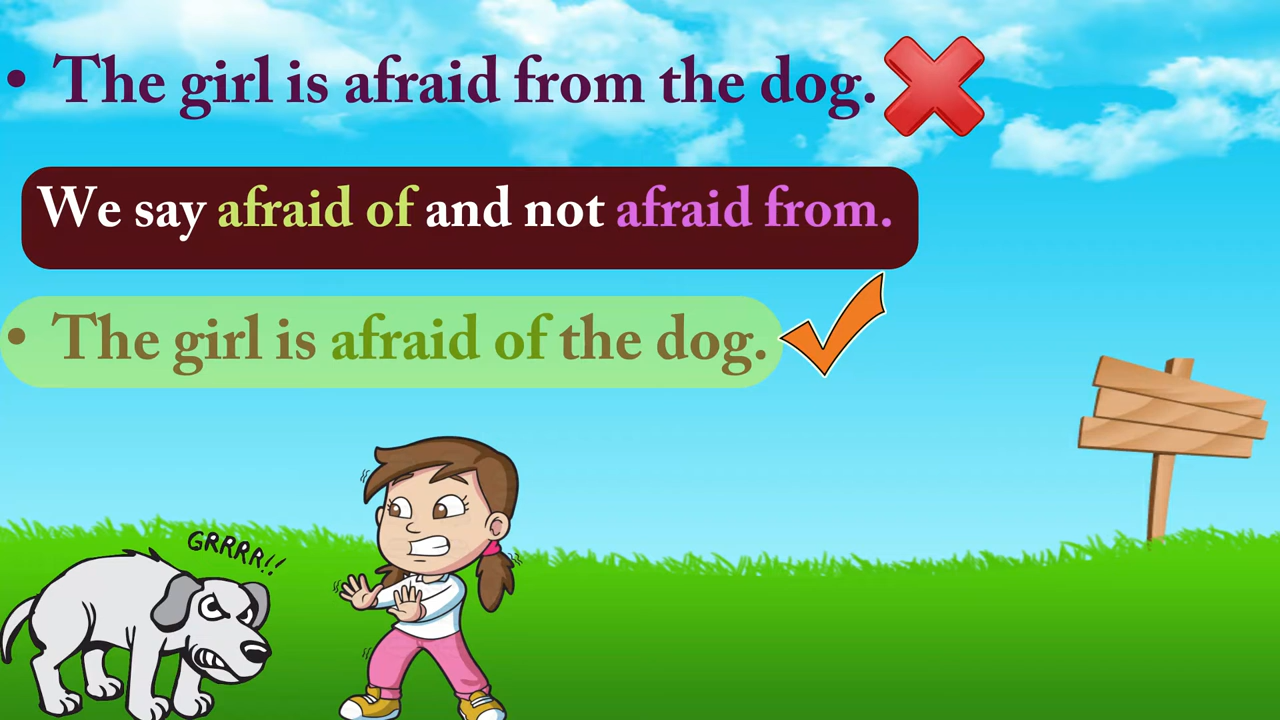 • The girl is afraid from the dog.
We say afraid of and not afraid from.
• The girl is afraid of the dog.
GRRRR!!